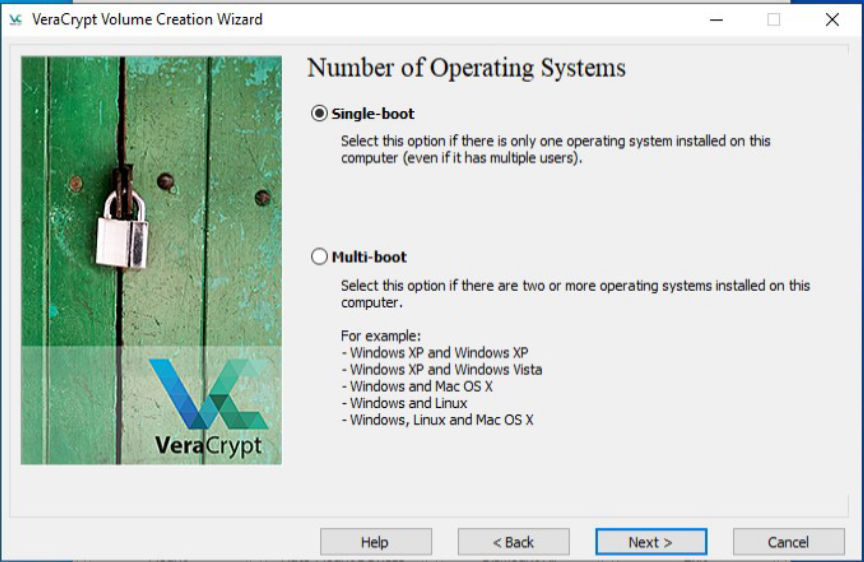 VeraCrypt Volume Creation Wizard
Number of Operating Systems
Single-boot
Select this option if there is only one operating system installed on this
computer (even if it has multiple users).
Multi-boot
Select this option if there are two or more operating systems installed on this
computer.
For example:
- Windows XP and Windows XP
- Windows XP and Windows Vista
- Windows and Mac OS X
- Windows and Linux
- Windows, Linux and Mac OS X
VeraCrypt
Help
< Back
Next >
Cancel